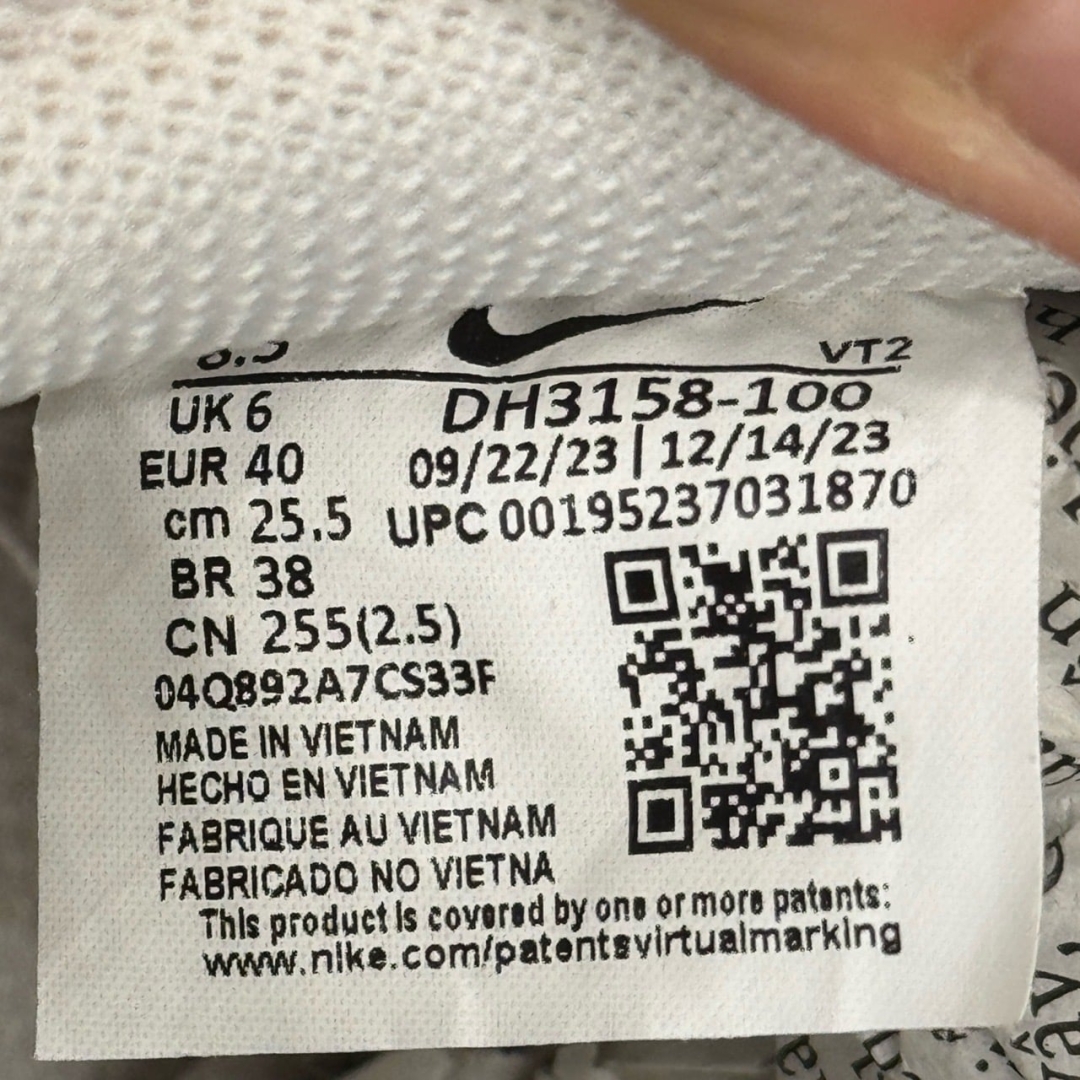 VT2
UK 6 DH3158-100
EUR 40 09/22/23 | 12/14/23
cm 25.5 UPC 00195237031870
BR 38
CN 255(2.5)
04Q892A7CS33F
MADE IN VIETNAM
HECHO EN VIETNAM
FABRIQUE AU VIETNAM
FABRICADO NO VIETNA
This product is covered by one or more patents:
www.nike.com/patentsvirtualmarking